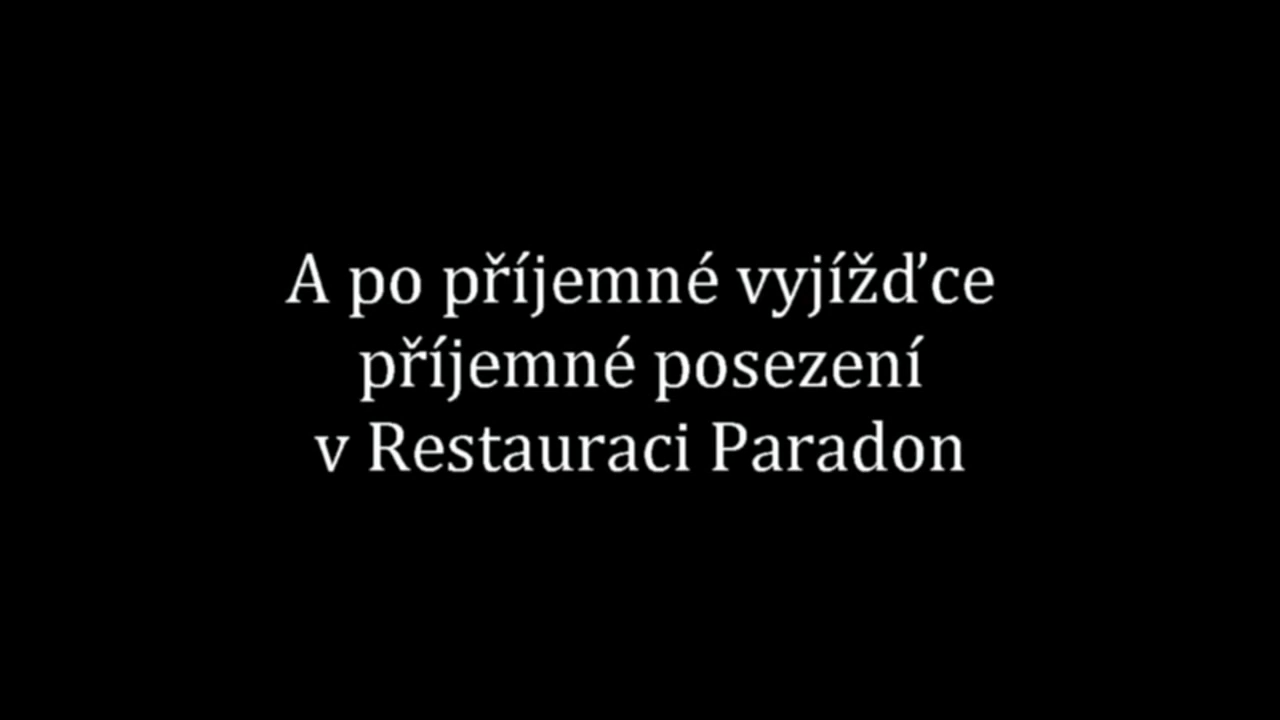 A po příjemné vyjížďce
příjemné posezení
v Restauraci Paradon